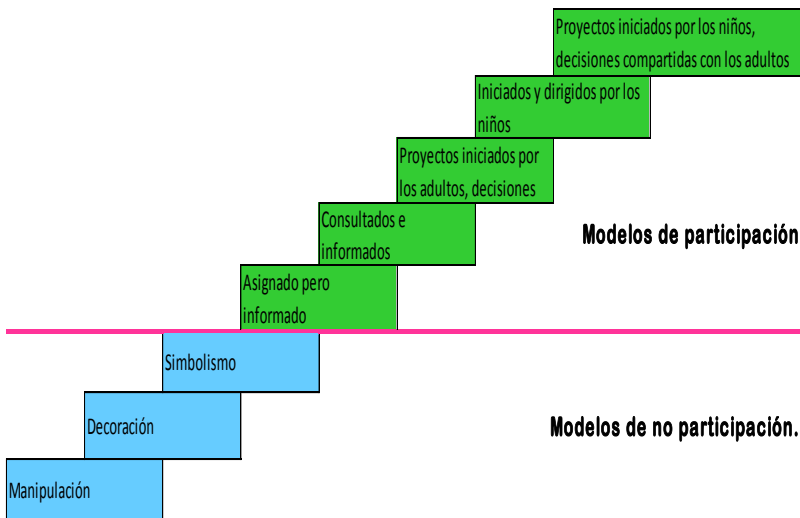 Proyectos iniciados por los niños,
decisiones compartidas con los adultos
Iniciados y dirigidos por los
niños
Proyectos iniciados por
los adultos, decisiones
Consultados e
informados
Modelos de participación
Asignado pero
informado
Simbolismo
Decoración
Modelos de no participación.
Manipulación